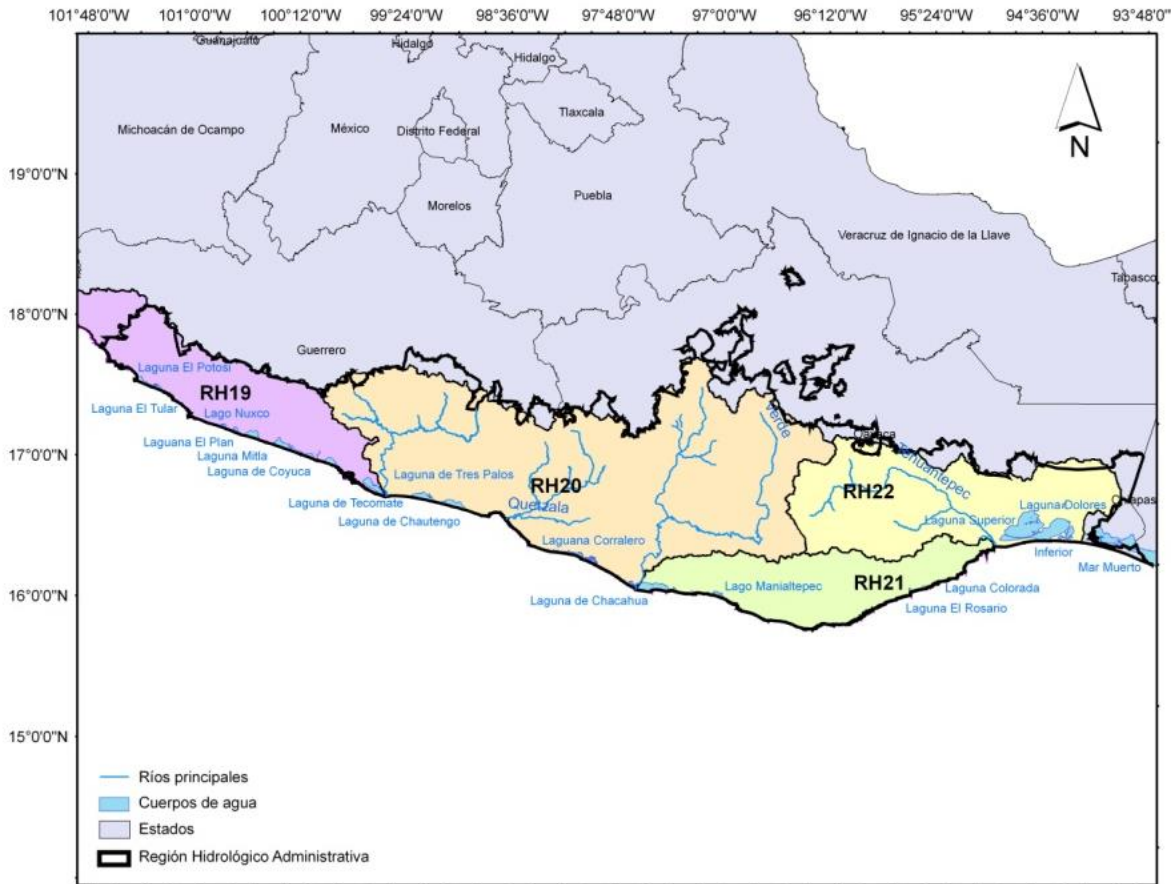 101°48'0"W 101°0'0"W 100°12'0"W 99°24'0"W 98°36'0"W 97°48'0"W 97°0'0"W 96°12'0"W 95°24'0"W 94°36'0"W 93°48'0"W
Guanajuato
Hidalgo
Hidalgo
Tlaxcala
Michoacán de Ocampo
México
Distrito Federal
N
19°0'0"N
Puebla
Morelos
Veracruz de Ignacio de la Llave
Tabasco
18°0'0"N
Guerrero
Laguna El Potosí
RH19
Laguna El Tular
Lago Nuxco
Verde
Laguana El Plan
Oaxaca
17°0'0"N
Laguna Mitla
Tehuantepec
Laguna de Coyuca
Laguna de Tres Palos
RH20
RH22
Laguna de Tecomate
Quetzala
Laguna Dolores
Chiapas
Laguna de Chautengo
Laguna Superior
Laguana Corralero
Inferior
Mar Muerto
16°0'0"N
Laguna de Chacahua
Lago Manialtepec
RH21
Laguna Colorada
Laguna El Rosario
15°0'0"N
Ríos principales
Cuerpos de agua
Estados
Región Hidrológico Administrativa